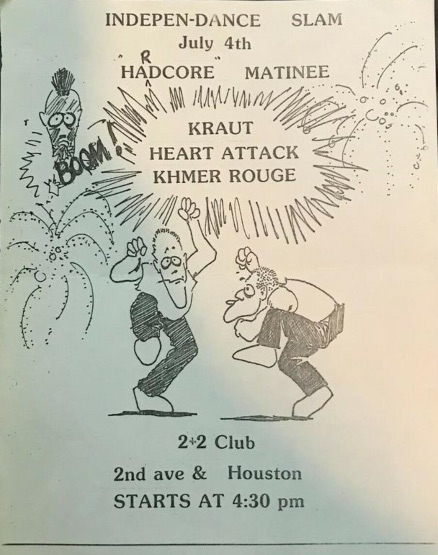 INDEPEN-DANCE SLAM
July 4th
"HARDCORE" MATINEE
BOOM!
KRAUT
HEART ATTACK
KHMER ROUGE
2+2 Club
2nd ave & Houston
STARTS AT 4:30 pm